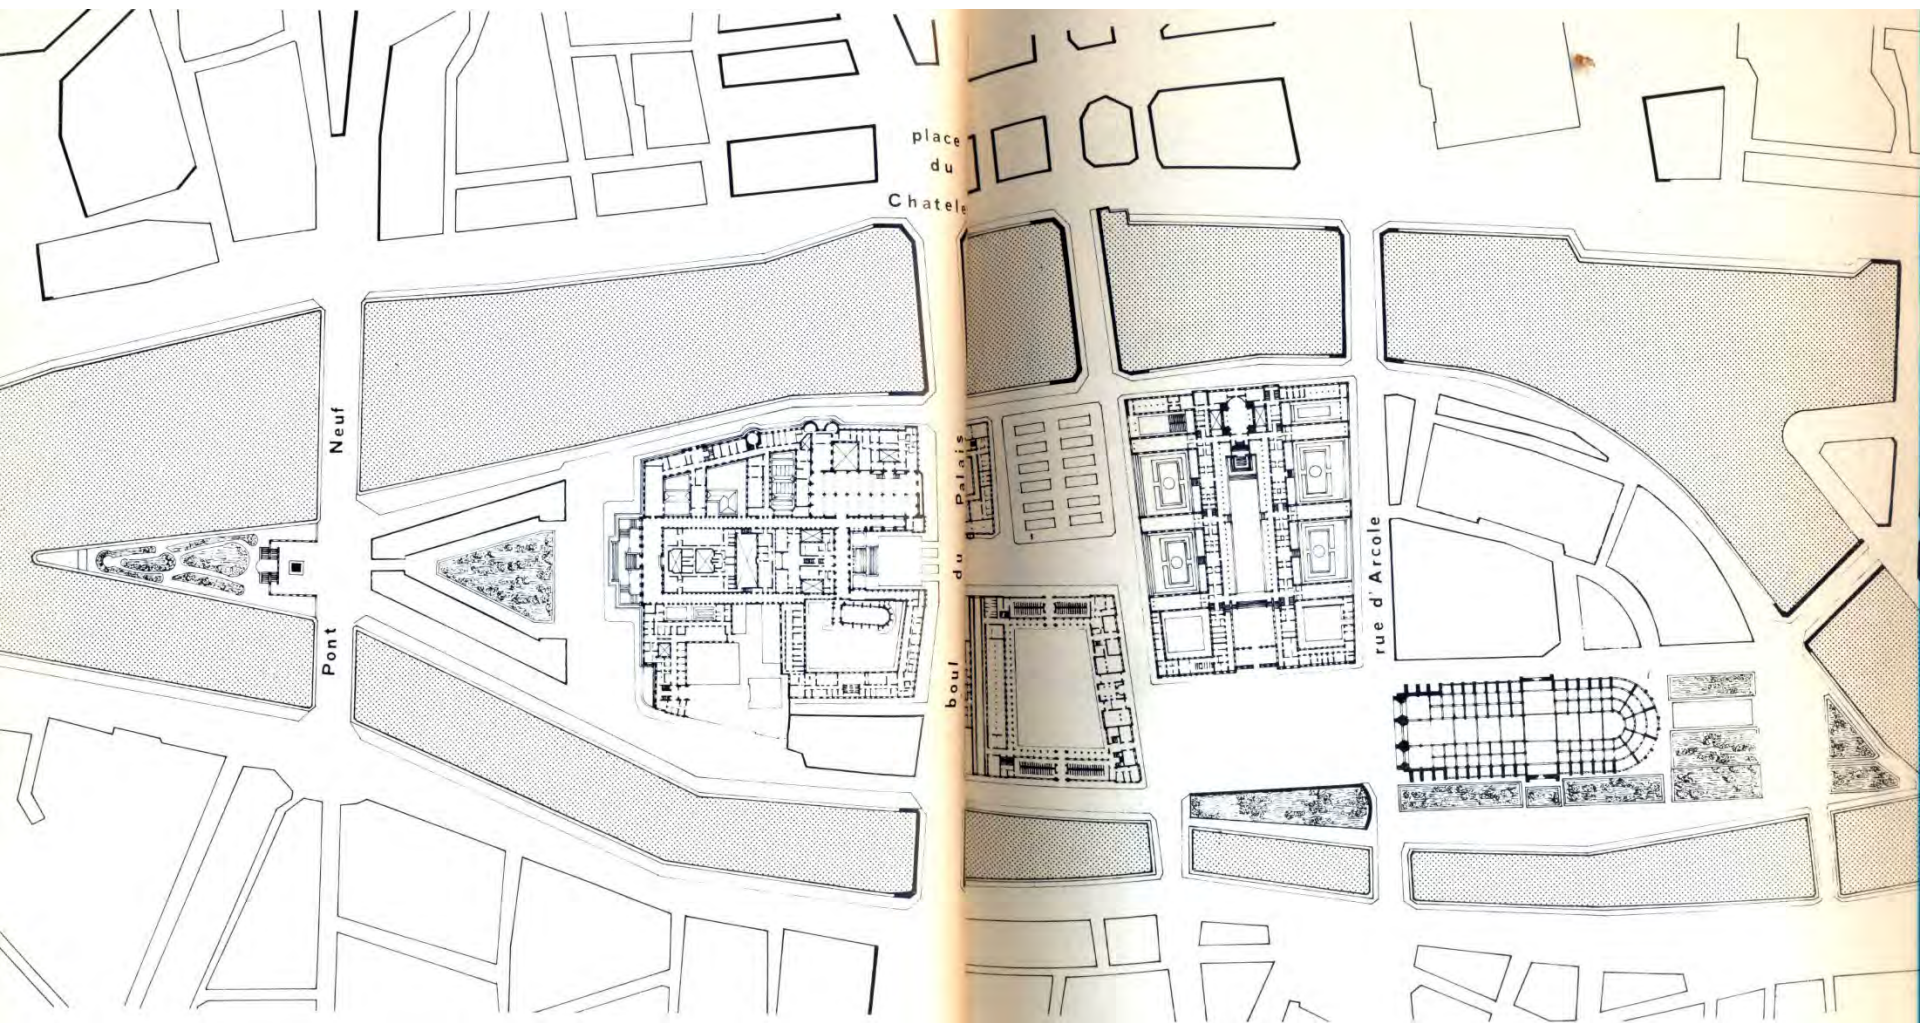 place
du
Chatele
Pont Neuf
boul du Palais
rue d'Arcole